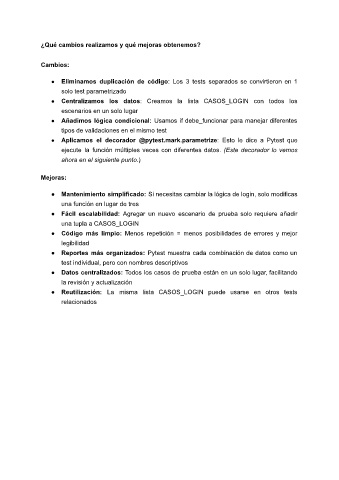 ¿Qué cambios realizamos y qué mejoras obtenemos?
Cambios:
● Eliminamos duplicación de código: Los 3 tests separados se convirtieron en 1
solo test parametrizado
● Centralizamos los datos: Creamos la lista CASOS_LOGIN con todos los
escenarios en un solo lugar
● Añadimos lógica condicional: Usamos if debe_funcionar para manejar diferentes
tipos de validaciones en el mismo test
● Aplicamos el decorador @pytest.mark.parametrize: Esto le dice a Pytest que
ejecute la función múltiples veces con diferentes datos. (Este decorador lo vemos
ahora en el siguiente punto.)
Mejoras:
● Mantenimiento simplificado: Si necesitas cambiar la lógica de login, solo modificas
una función en lugar de tres
● Fácil escalabilidad: Agregar un nuevo escenario de prueba solo requiere añadir
una tupla a CASOS_LOGIN
● Código más limpio: Menos repetición = menos posibilidades de errores y mejor
legibilidad
● Reportes más organizados: Pytest muestra cada combinación de datos como un
test individual, pero con nombres descriptivos
● Datos centralizados: Todos los casos de prueba están en un solo lugar, facilitando
la revisión y actualización
● Reutilización: La misma lista CASOS_LOGIN puede usarse en otros tests
relacionados